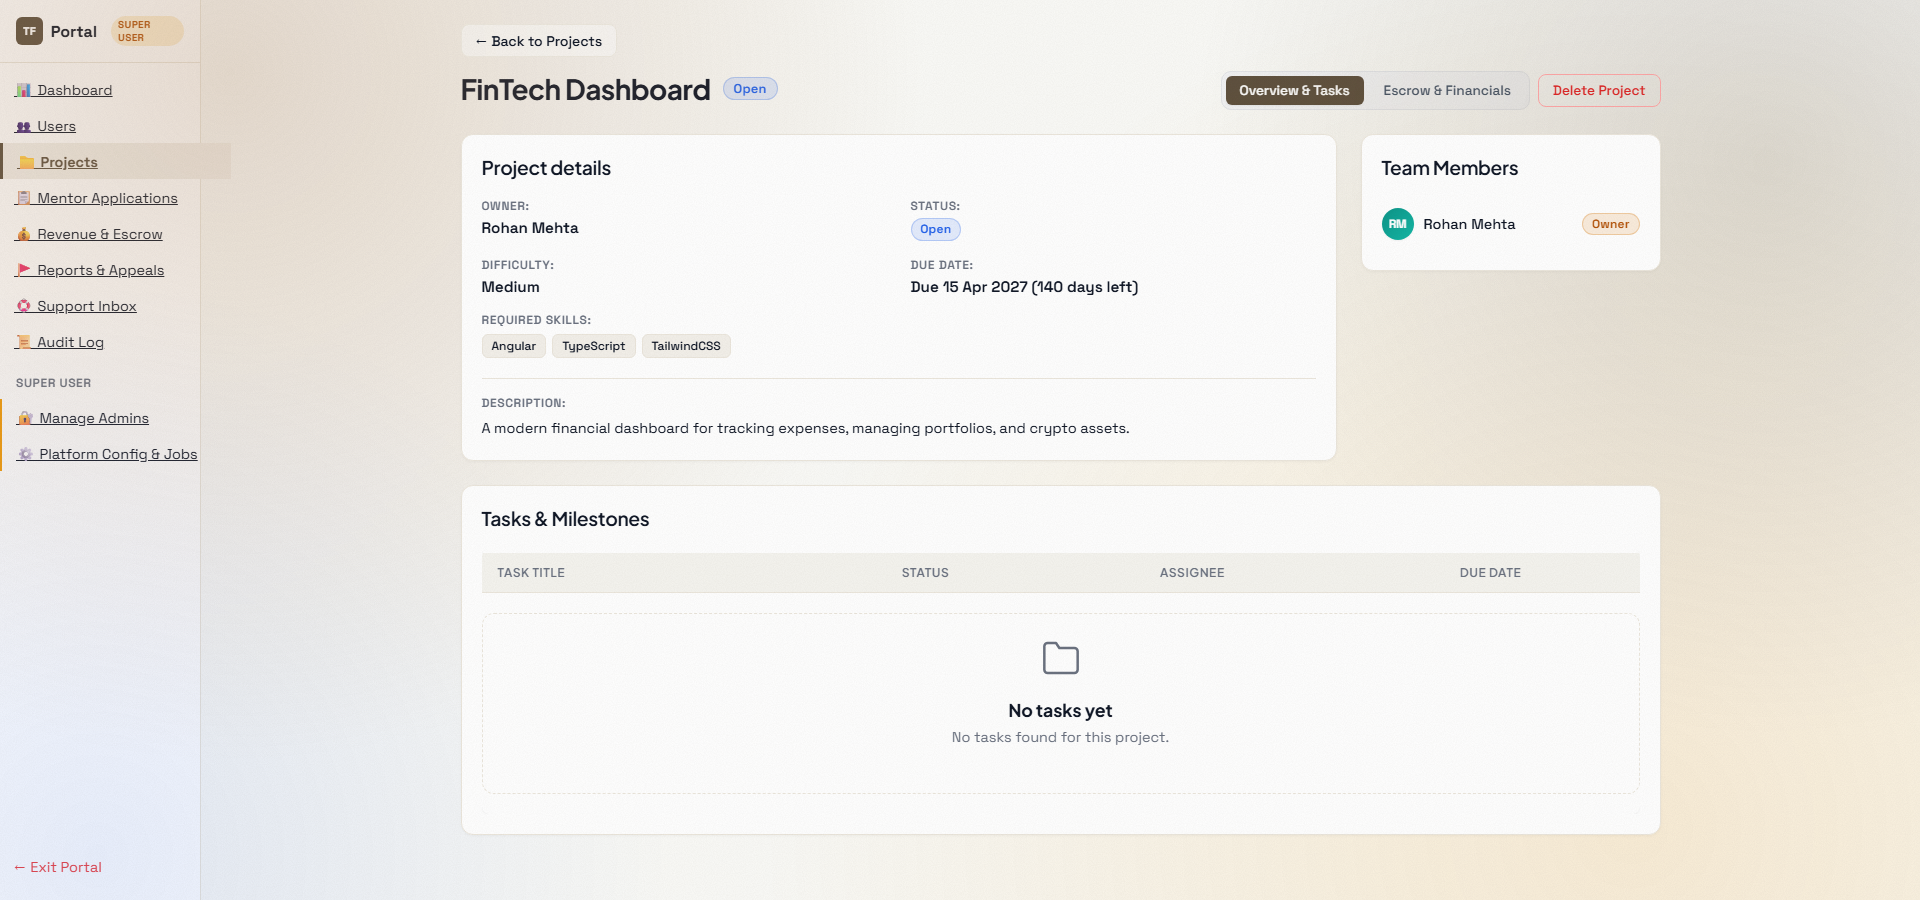 TF Portal SUPER USER
Dashboard
Users
Projects
Mentor Applications
Revenue & Escrow
Reports & Appeals
Support Inbox
Audit Log
SUPER USER
Manage Admins
Platform Config & Jobs
← Exit Portal
← Back to Projects
FinTech Dashboard Open
Overview & Tasks Escrow & Financials Delete Project
Project details
OWNER:
Rohan Mehta
STATUS:
Open
DIFFICULTY:
Medium
DUE DATE:
Due 15 Apr 2027 (140 days left)
REQUIRED SKILLS:
Angular TypeScript TailwindCSS
DESCRIPTION:
A modern financial dashboard for tracking expenses, managing portfolios, and crypto assets.
Team Members
RM Rohan Mehta Owner
Tasks & Milestones
TASK TITLE STATUS ASSIGNEE DUE DATE
No tasks yet
No tasks found for this project.